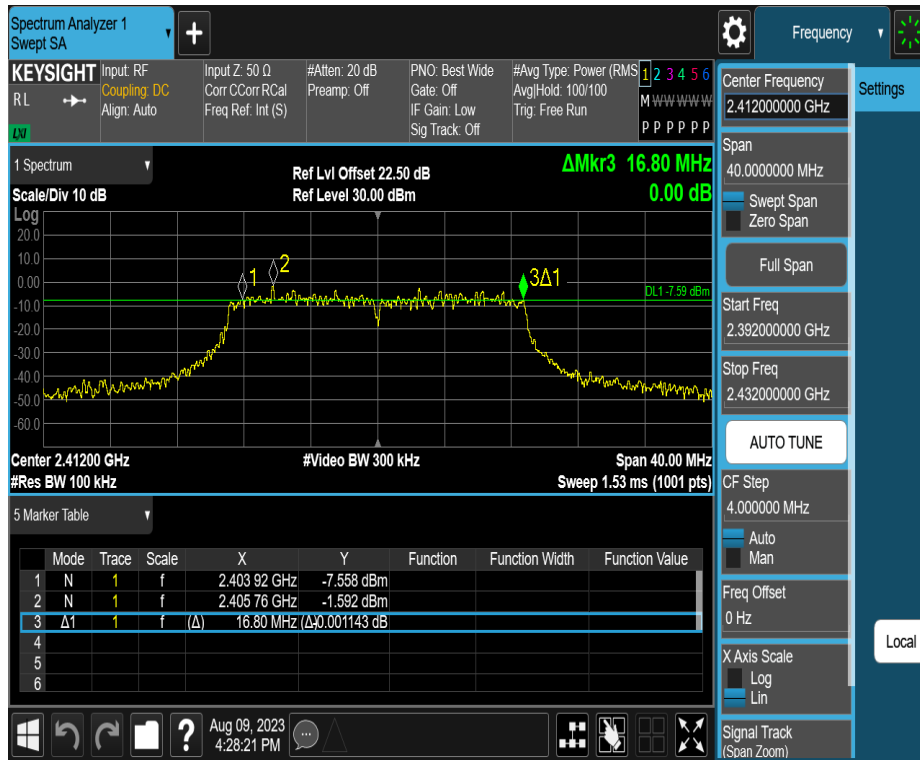 Spectrum Analyzer 1
Swept SA
+
Frequency
KEYSIGHT
RL
LXI
Input: RF
Coupling: DC
Align: Auto
Input Z: 50 Ω
Corr CCorr RCal
Freq Ref: Int (S)
#Atten: 20 dB
Preamp: Off
PNO: Best Wide
Gate: Off
IF Gain: Low
Sig Track: Off
#Avg Type: Power (RMS
Avg|Hold: 100/100
Trig: Free Run
1 2 3 4 5 6
M W W W W W
P P P P P P
1 Spectrum
Scale/Div 10 dB
Ref Lvl Offset 22.50 dB
Ref Level 30.00 dBm
ΔMkr3 16.80 MHz
0.00 dB
Log
20.0
10.0
0.00
-10.0
-20.0
-30.0
-40.0
-50.0
-60.0
1
2
3Δ1
DL1 -7.59 dBm
Center 2.41200 GHz
#Video BW 300 kHz
Span 40.00 MHz
#Res BW 100 kHz
Sweep 1.53 ms (1001 pts)
5 Marker Table
Mode Trace Scale X Y Function Function Width Function Value
1 N 1 f 2.403 92 GHz -7.558 dBm
2 N 1 f 2.405 76 GHz -1.592 dBm
3 Δ1 1 f (Δ) 16.80 MHz (Δ)-0.001143 dB
4
5
6
Aug 09, 2023
4:28:21 PM
Center Frequency
2.412000000 GHz
Settings
Span
40.0000000 MHz
Swept Span
Zero Span
Full Span
Start Freq
2.392000000 GHz
Stop Freq
2.432000000 GHz
AUTO TUNE
CF Step
4.000000 MHz
Auto
Man
Freq Offset
0 Hz
Local
X Axis Scale
Log
Lin
Signal Track
(Span Zoom)